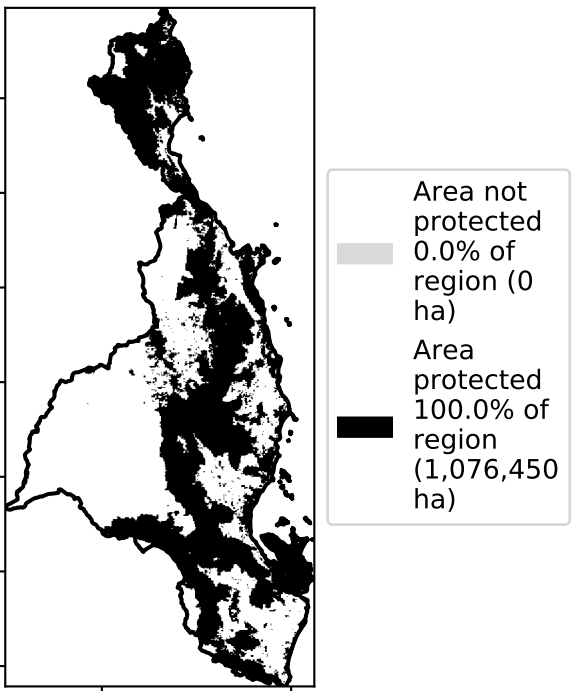 Area not
protected
0.0% of
region (0
ha)
Area
protected
100.0% of
region
(1,076,450
ha)